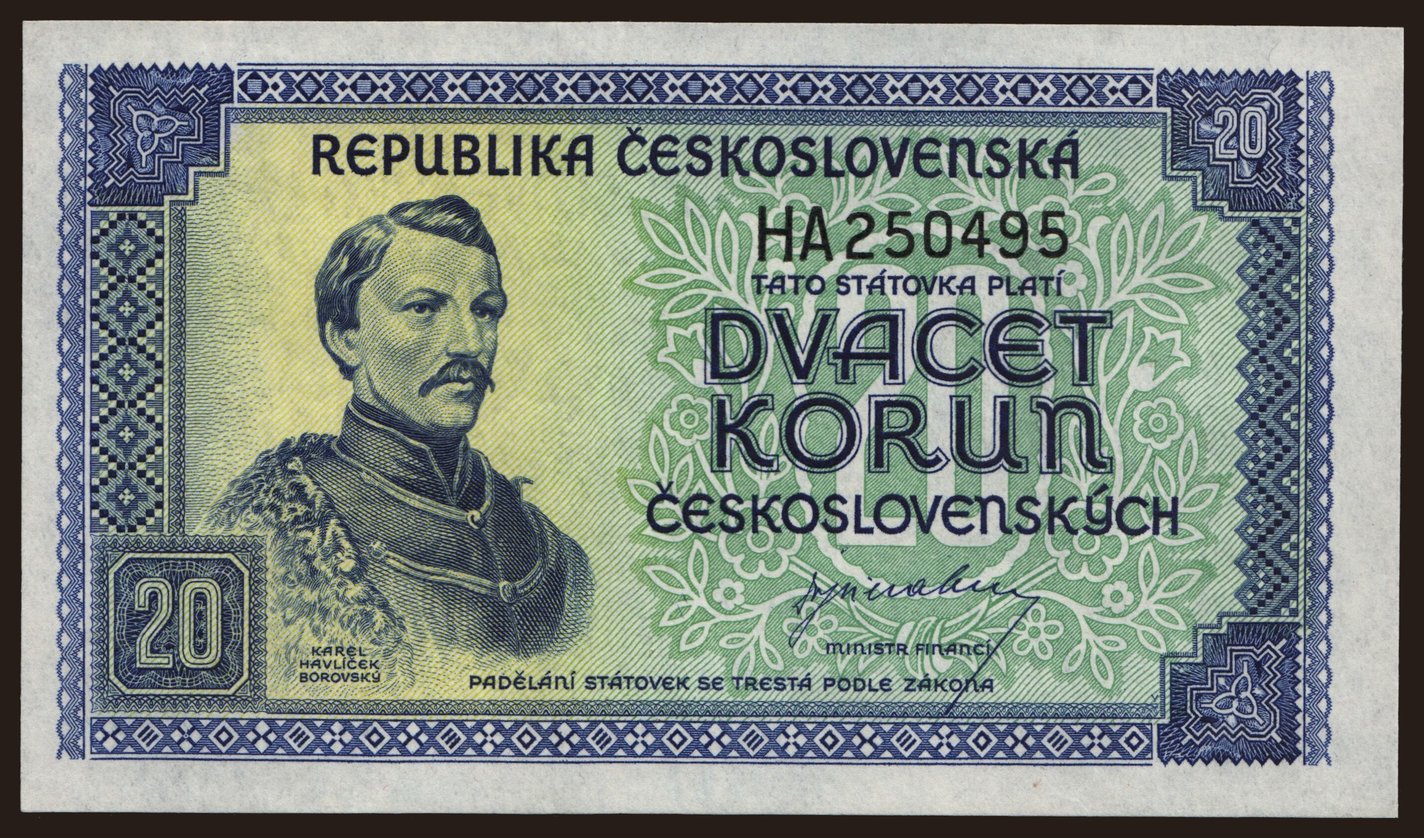 REPUBLIKA ČESKOSLOVENSKÁ
20
HA 250495
TATO STÁTOVKA PLATÍ
DVACET
KORUN
ČESKOSLOVENSKÝCH
20
20
KAREL
HAVLÍČEK
BOROVSKÝ
MINISTR FINANCÍ
PADĚLÁNÍ STÁTOVEK SE TRESTÁ PODLE ZÁKONA